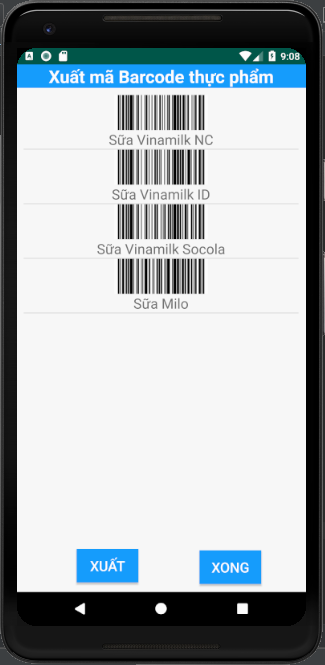 9:08
Xuất mã Barcode thực phẩm
Sữa Vinamilk NC
Sữa Vinamilk ID
Sữa Vinamilk Socola
Sữa Milo
XUẤT
XONG